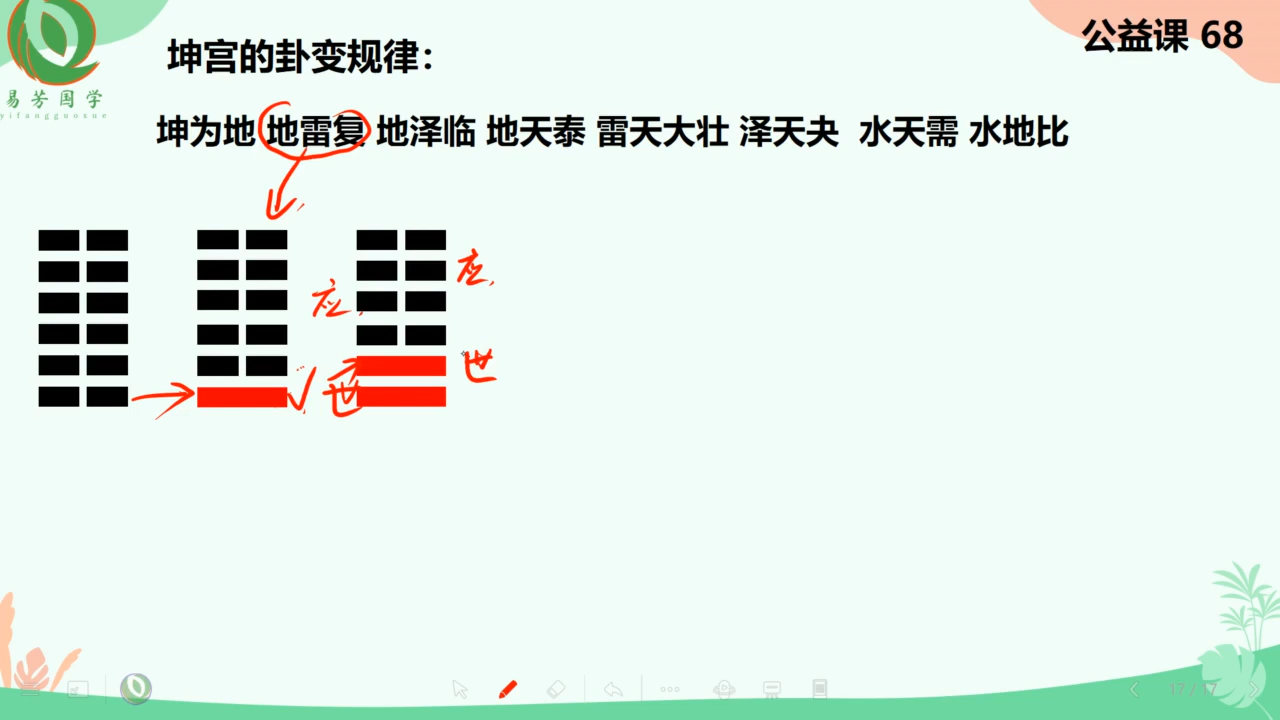 公益课 68
坤宫的卦变规律：
易芳国学
yifangguoxue
坤为地 地雷复 地泽临 地天泰 雷天大壮 泽天夬 水天需 水地比
应
应
世
世
17 / 17